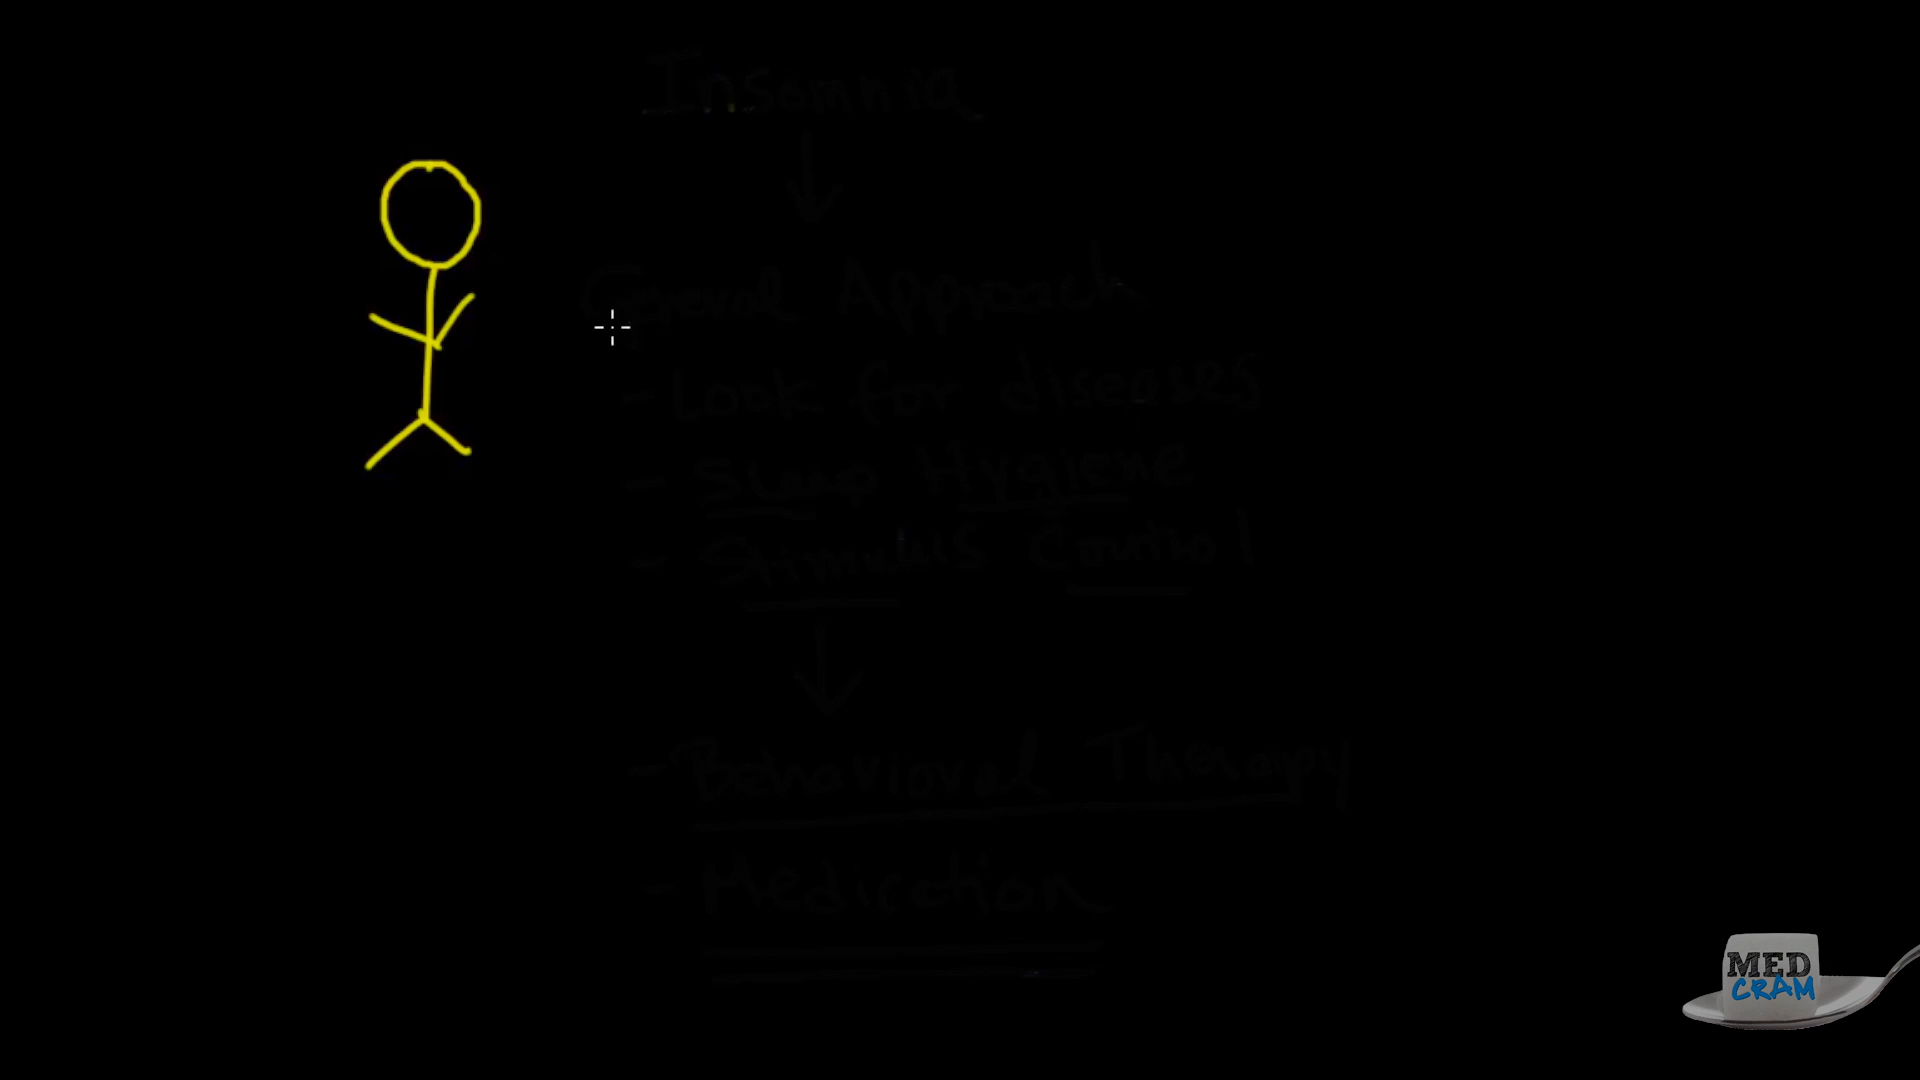 Insomnia
General Approach
- Look for diseases
- Sleep Hygiene
- Stimulus Control
- Behavioral Therapy
- Medication
MED
CRAM